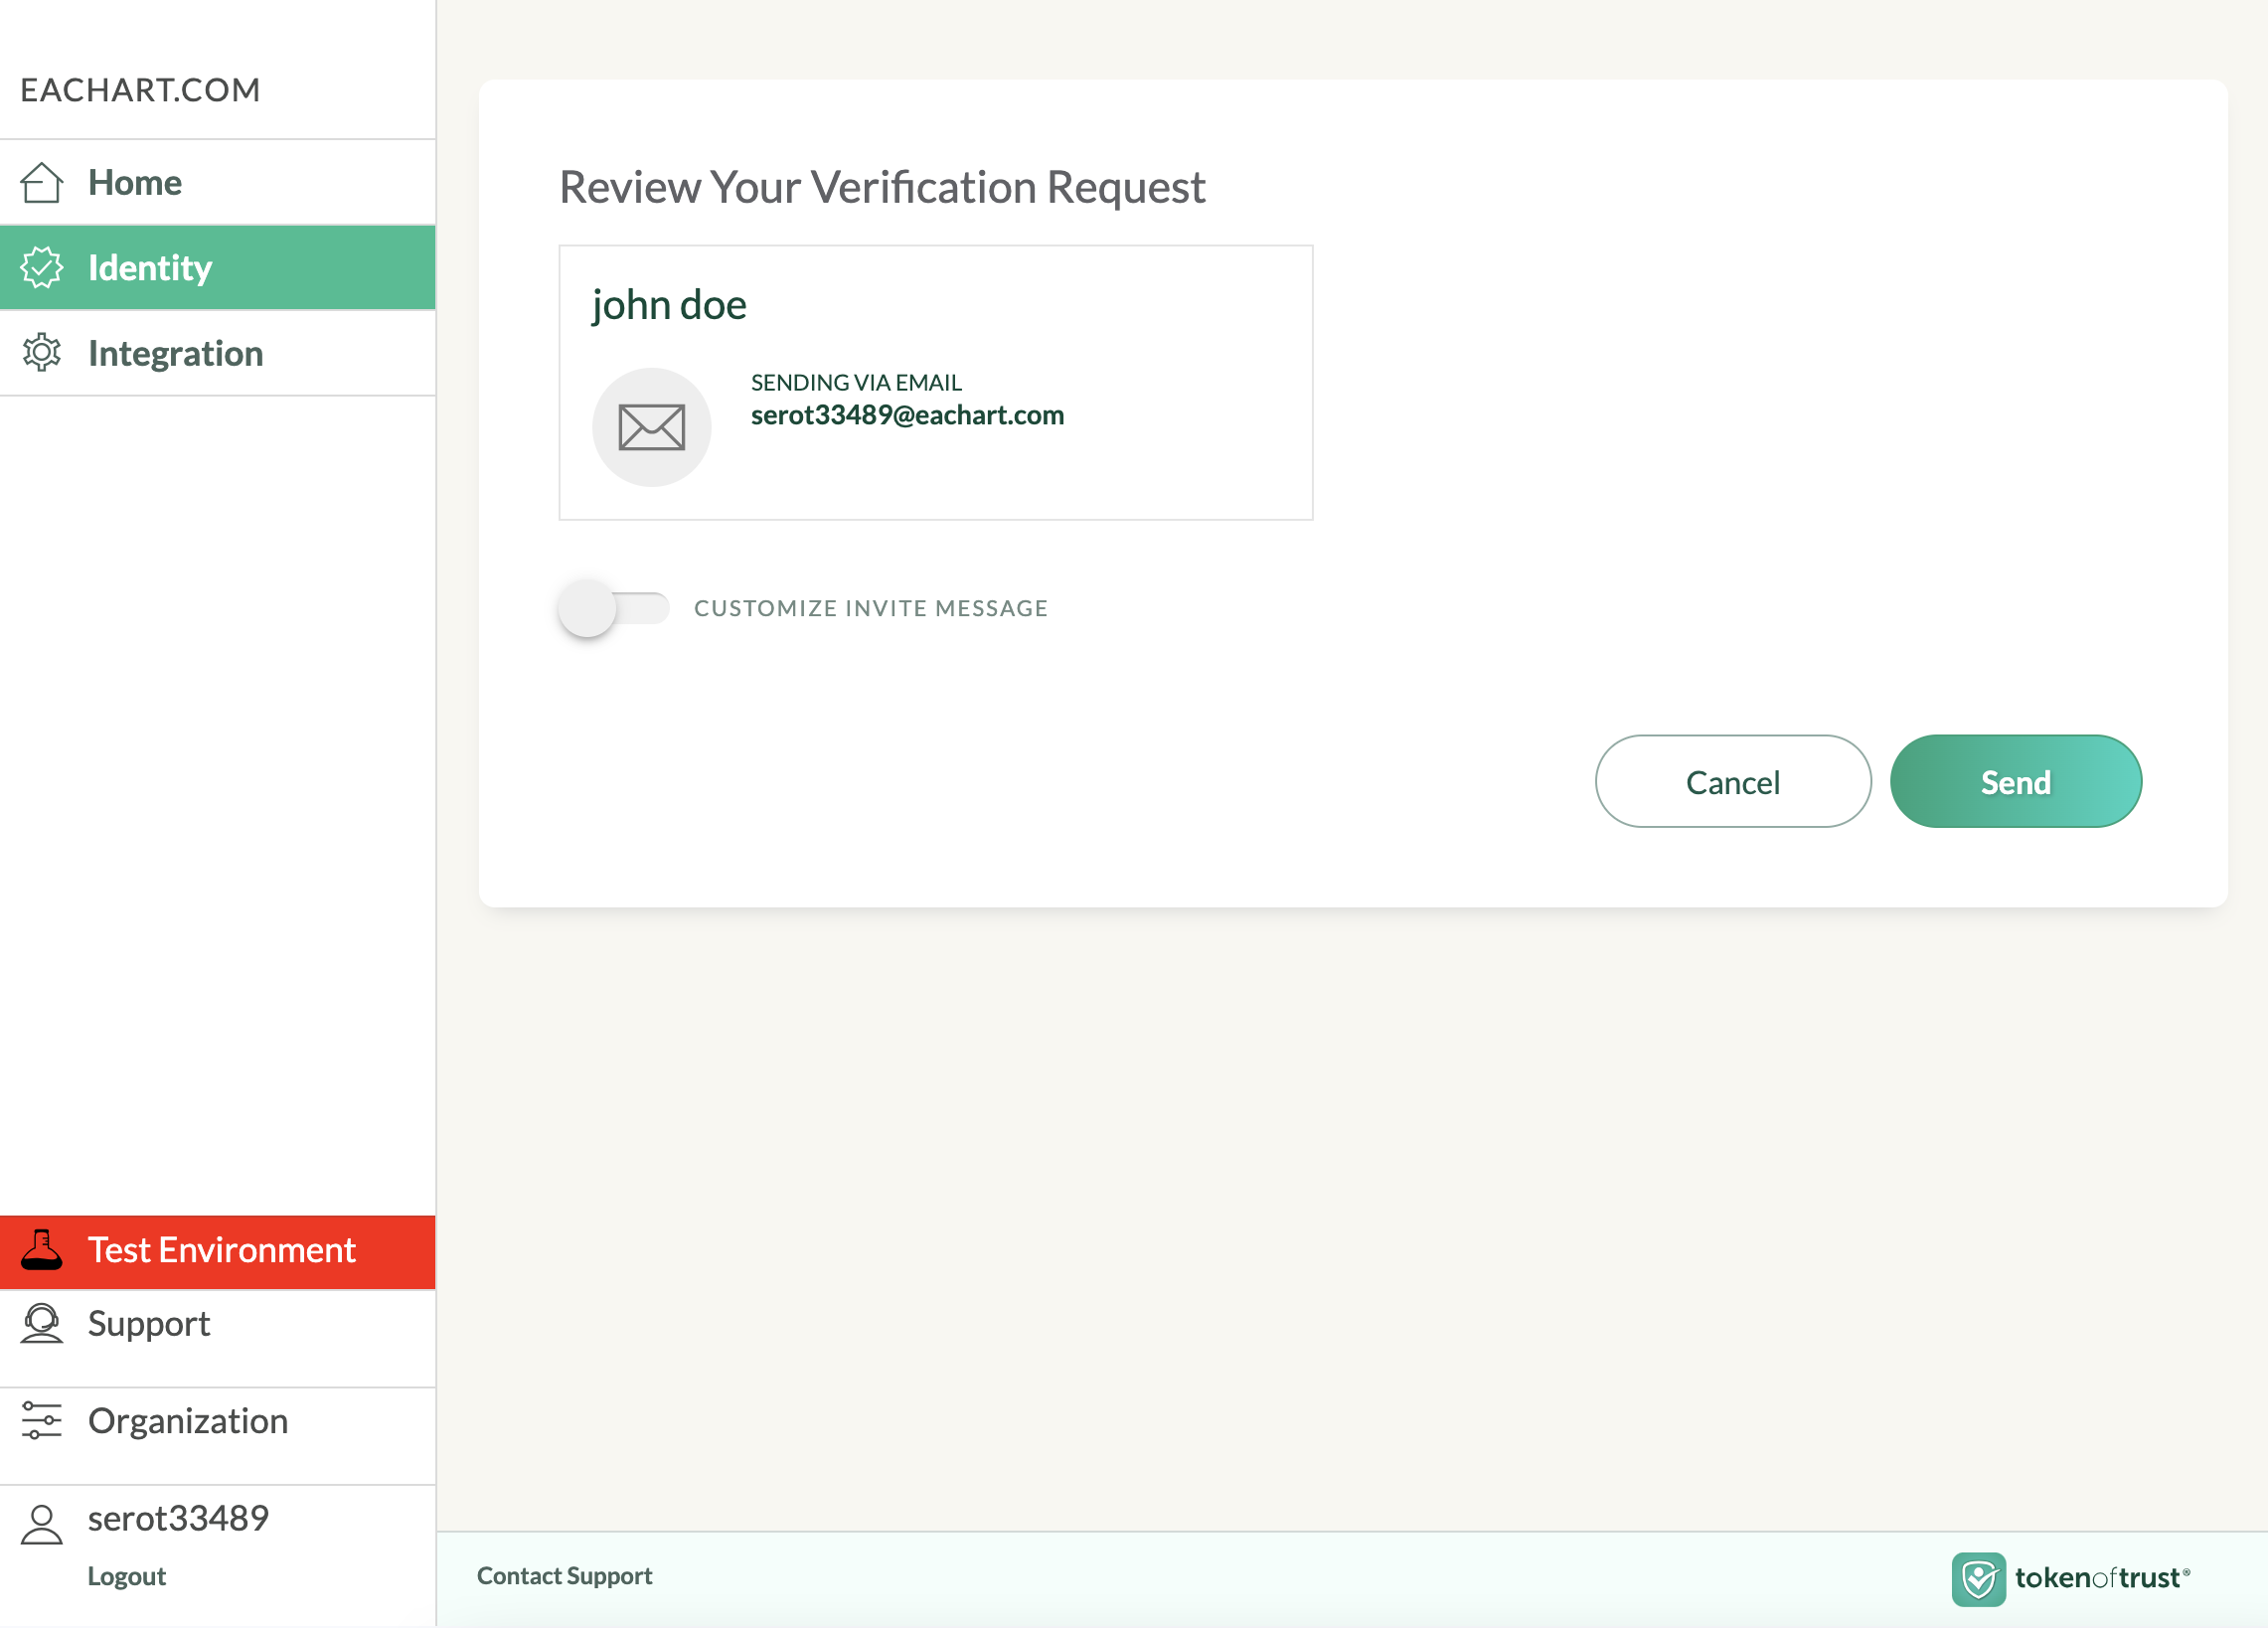 EACHART.COM
Home
Identity
Integration
Test Environment
Support
Organization
serot33489
Logout
Review Your Verification Request
john doe
SENDING VIA EMAIL
serot33489@eachart.com
CUSTOMIZE INVITE MESSAGE
Cancel
Send
Contact Support
tokenoftrust®